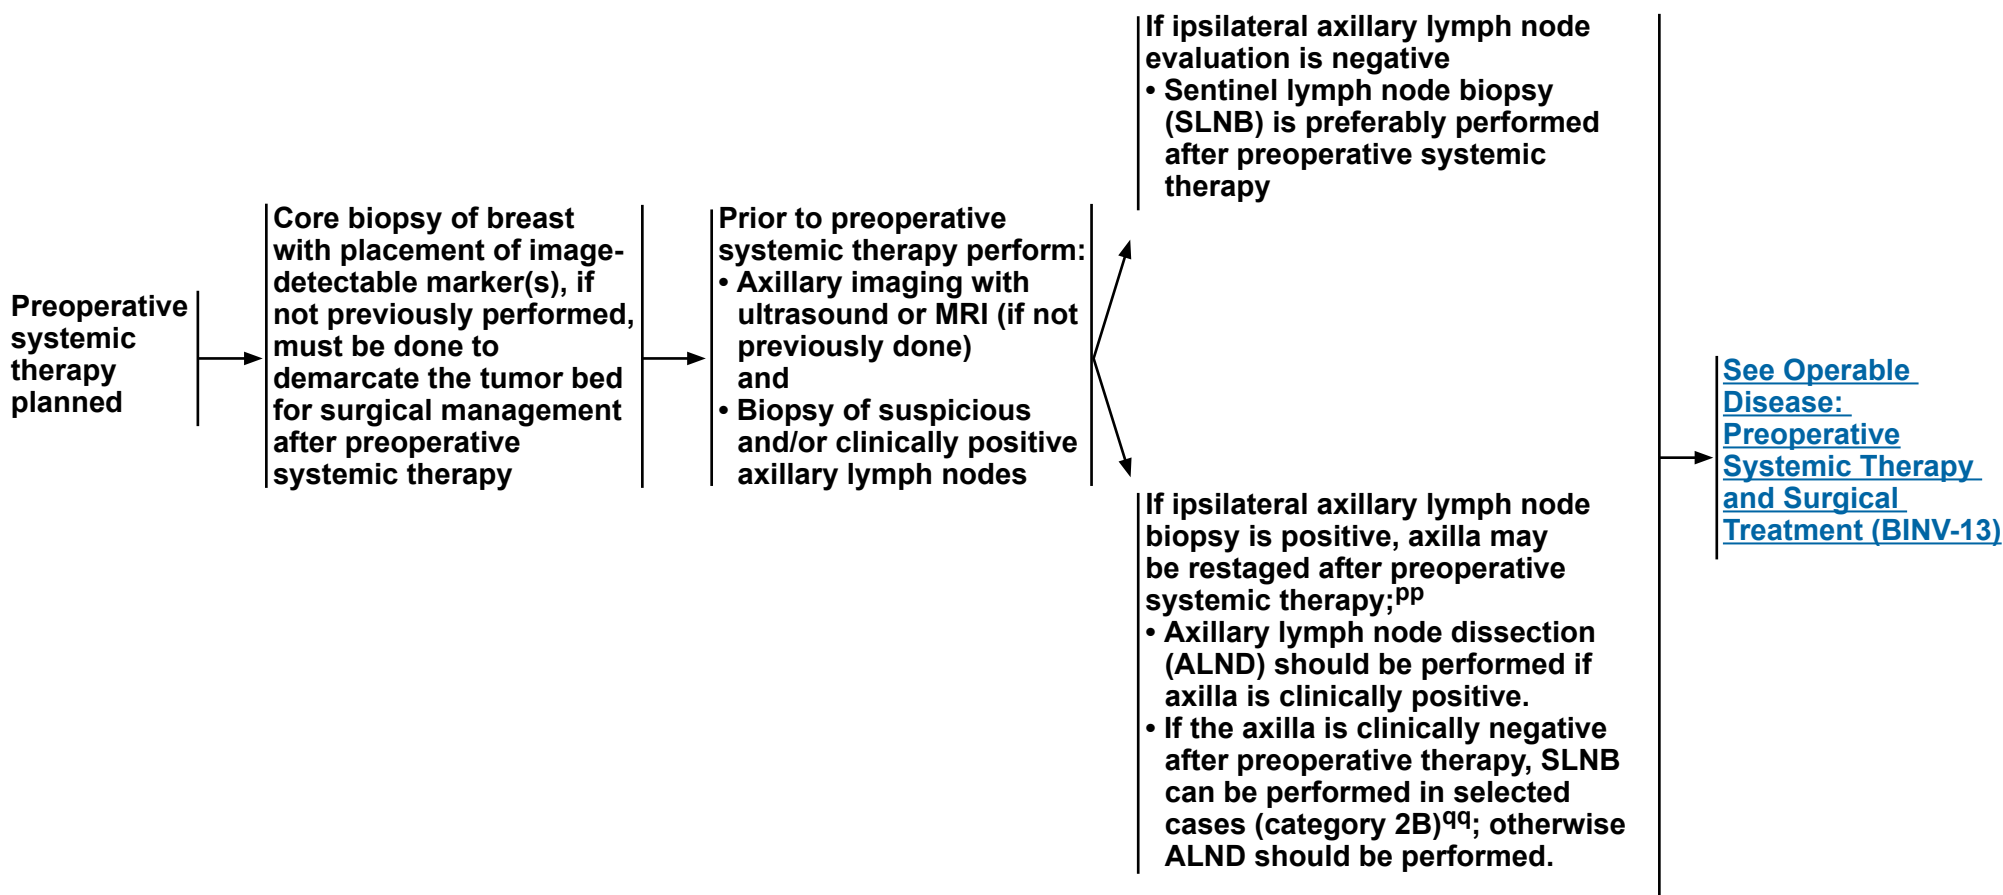 Preoperative
systemic
therapy
planned
Core biopsy of breast
with placement of image-
detectable marker(s), if
not previously performed,
must be done to
demarcate the tumor bed
for surgical management
after preoperative
systemic therapy
Prior to preoperative
systemic therapy perform:
• Axillary imaging with
ultrasound or MRI (if not
previously done)
and
• Biopsy of suspicious
and/or clinically positive
axillary lymph nodes
If ipsilateral axillary lymph node
evaluation is negative
• Sentinel lymph node biopsy
(SLNB) is preferably performed
after preoperative systemic
therapy
If ipsilateral axillary lymph node
biopsy is positive, axilla may
be restaged after preoperative
systemic therapy;pp
• Axillary lymph node dissection
(ALND) should be performed if
axilla is clinically positive.
• If the axilla is clinically negative
after preoperative therapy, SLNB
can be performed in selected
cases (category 2B)qq; otherwise
ALND should be performed.
See Operable
Disease:
Preoperative
Systemic Therapy
and Surgical
Treatment (BINV-13)